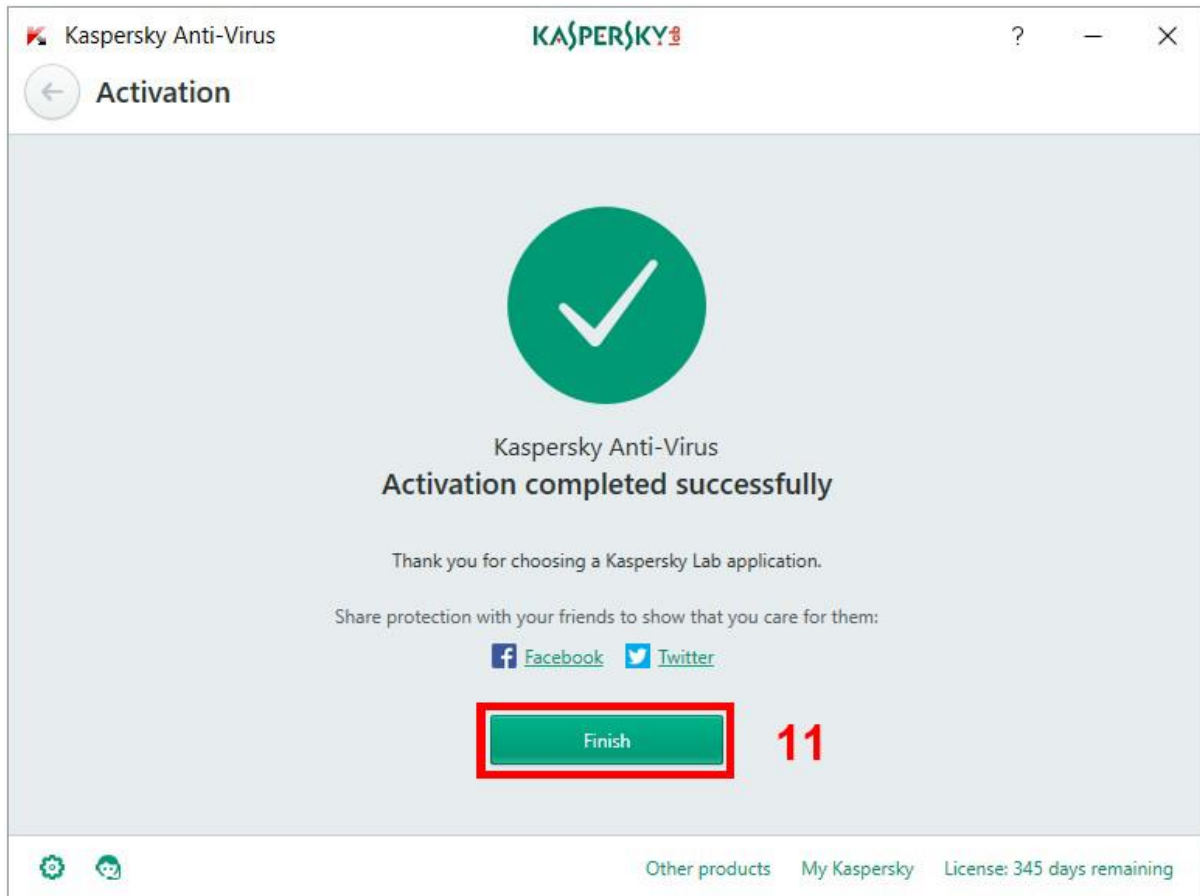 Kaspersky Anti-Virus
KASPERSKY lab
?
Activation
Kaspersky Anti-Virus
Activation completed successfully
Thank you for choosing a Kaspersky Lab application.
Share protection with your friends to show that you care for them:
Facebook Twitter
Finish 11
Other products My Kaspersky License: 345 days remaining